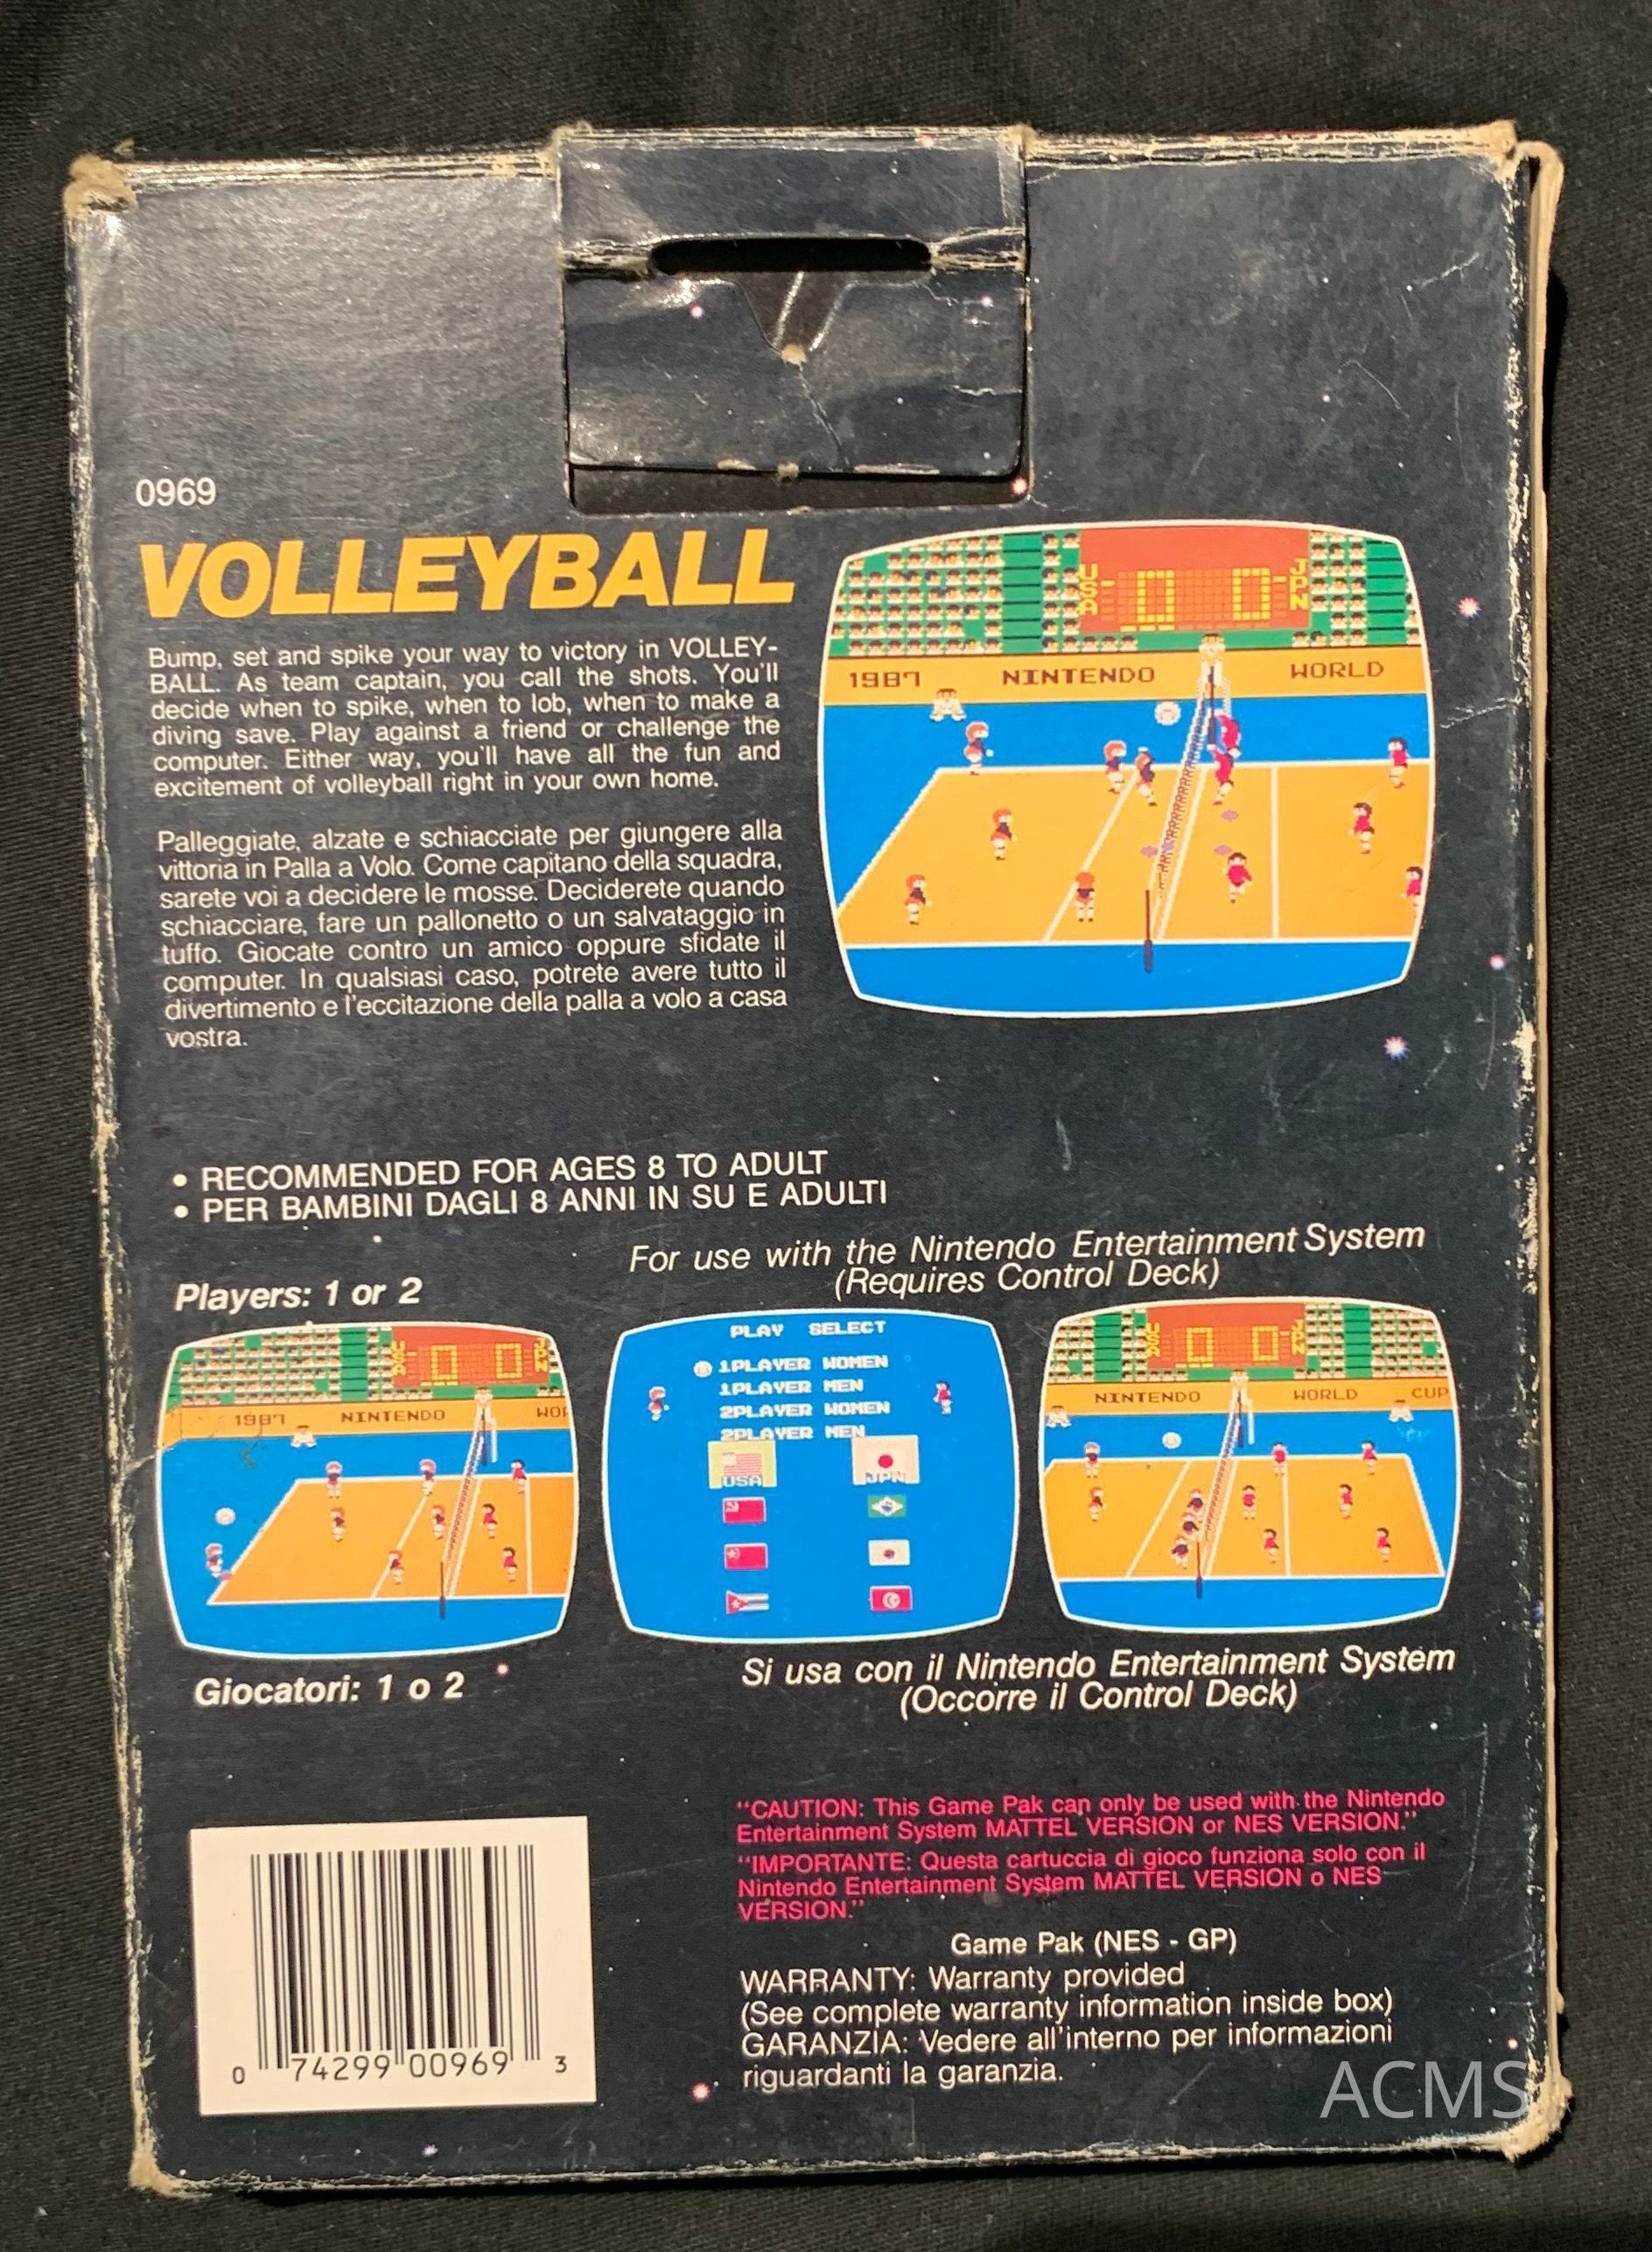 0969
VOLLEYBALL
Bump, set and spike your way to victory in VOLLEY-
BALL. As team captain, you call the shots. You'll
decide when to spike, when to lob, when to make a
diving save. Play against a friend or challenge the
computer. Either way, you'll have all the fun and
excitement of volleyball right in your own home.
Palleggiate, alzate e schiacciate per giungere alla
vittoria in Palla a Volo. Come capitano della squadra,
sarete voi a decidere le mosse. Deciderete quando
schiacciare, fare un pallonetto o un salvataggio in
tuffo. Giocate contro un amico oppure sfidate il
computer. In qualsiasi caso, potrete avere tutto il
divertimento e l'eccitazione della palla a volo a casa
vostra.
USA 0 0 JPN
1987 NINTENDO WORLD
• RECOMMENDED FOR AGES 8 TO ADULT
• PER BAMBINI DAGLI 8 ANNI IN SU E ADULTI
For use with the Nintendo Entertainment System
(Requires Control Deck)
Players: 1 or 2
USA 0 0 JPN
1987 NINTENDO WOR
PLAY SELECT
1PLAYER WOMEN
1PLAYER MEN
2PLAYER WOMEN
2PLAYER MEN
USA JPN
USA 0 0 JPN
NINTENDO WORLD CUP
Giocatori: 1 o 2
Si usa con il Nintendo Entertainment System
(Occorre il Control Deck)
"CAUTION: This Game Pak can only be used with the Nintendo
Entertainment System MATTEL VERSION or NES VERSION."
"IMPORTANTE: Questa cartuccia di gioco funziona solo con il
Nintendo Entertainment System MATTEL VERSION o NES
VERSION."
Game Pak (NES - GP)
WARRANTY: Warranty provided
(See complete warranty information inside box)
GARANZIA: Vedere all'interno per informazioni
riguardanti la garanzia.
0 74299 00969 3
ACMS